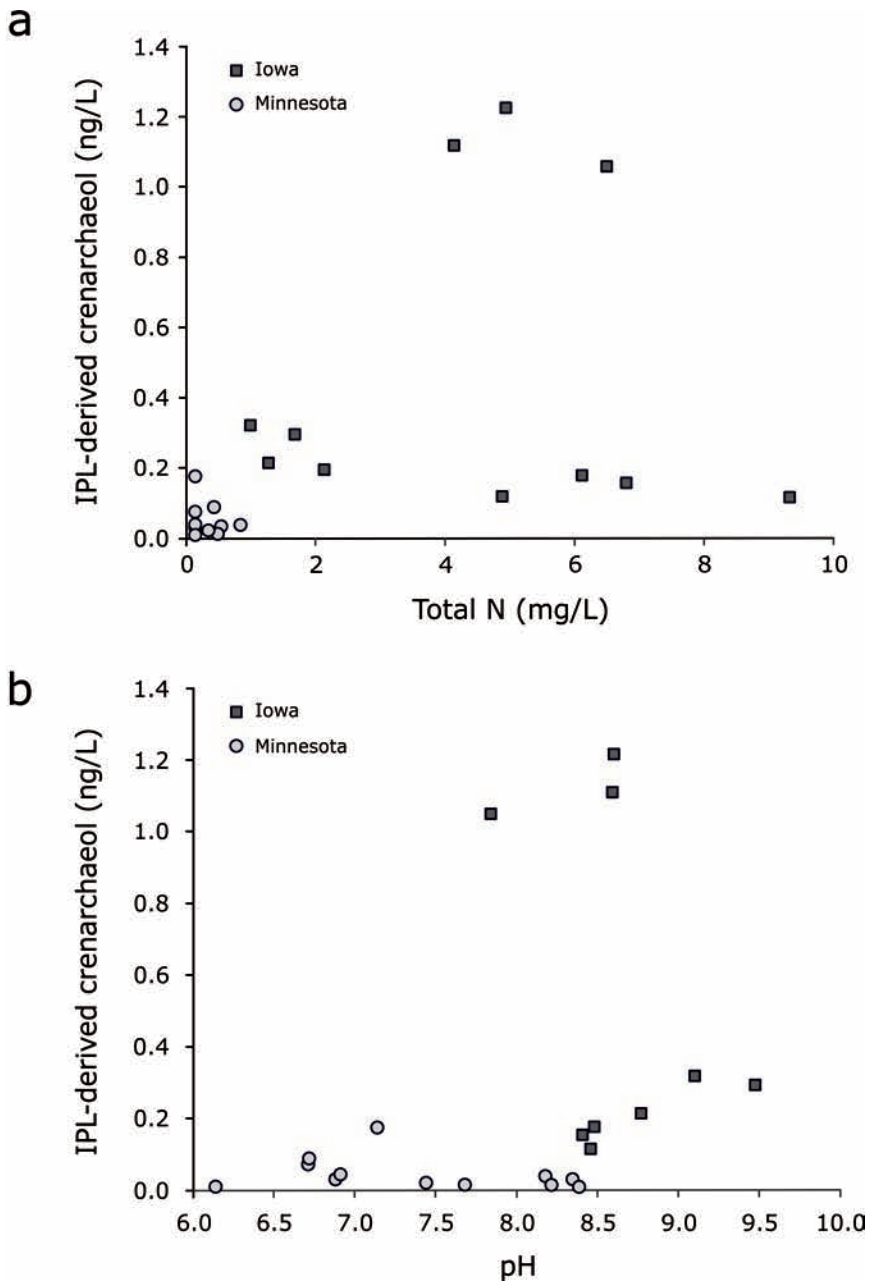 a
1.4
Iowa
Minnesota
1.2
1.0
0.8
0.6
0.4
0.2
0.0
IPL-derived crenarchaeol (ng/L)
0 2 4 6 8 10
Total N (mg/L)
b
1.4
Iowa
Minnesota
1.2
1.0
0.8
0.6
0.4
0.2
0.0
IPL-derived crenarchaeol (ng/L)
6.0 6.5 7.0 7.5 8.0 8.5 9.0 9.5 10.0
pH